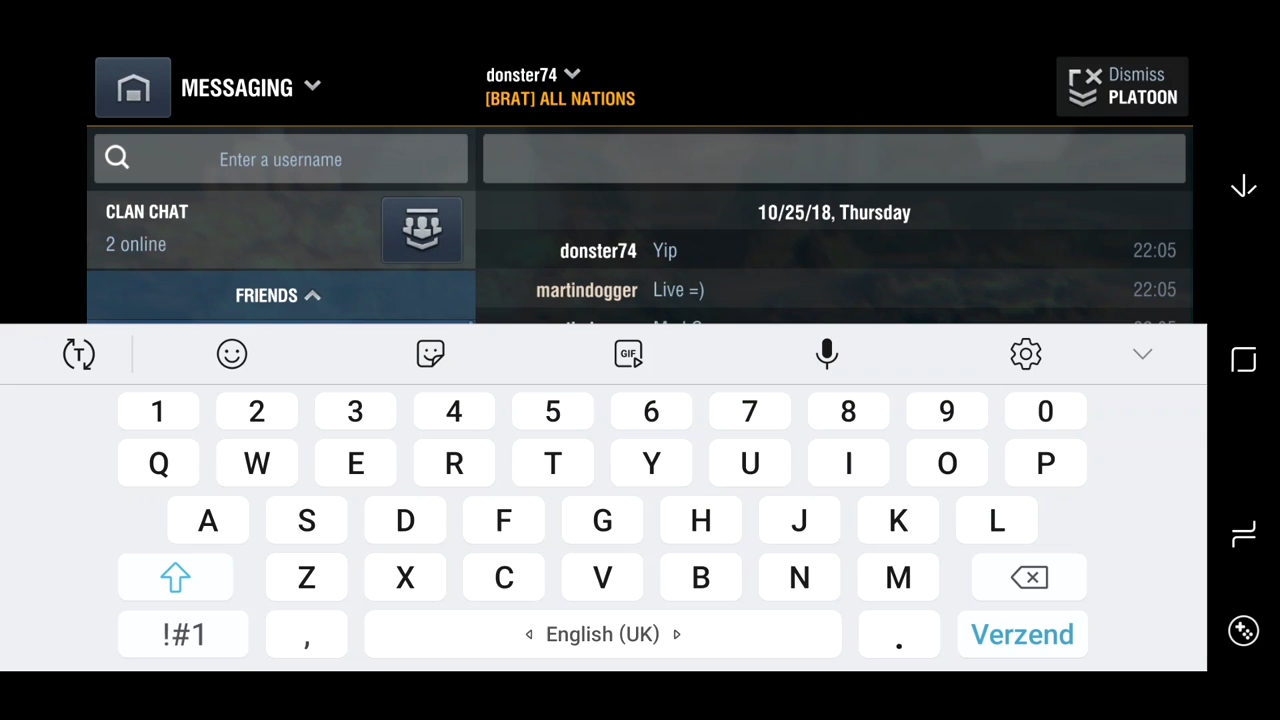 MESSAGING
donster74
[BRAT] ALL NATIONS
Dismiss
PLATOON
Enter a username
CLAN CHAT
2 online
FRIENDS
10/25/18, Thursday
donster74 Yip 22:05
martindogger Live =) 22:05
T
GIF
1 2 3 4 5 6 7 8 9 0
Q W E R T Y U I O P
A S D F G H J K L
Z X C V B N M
!#1 , English (UK) . Verzend